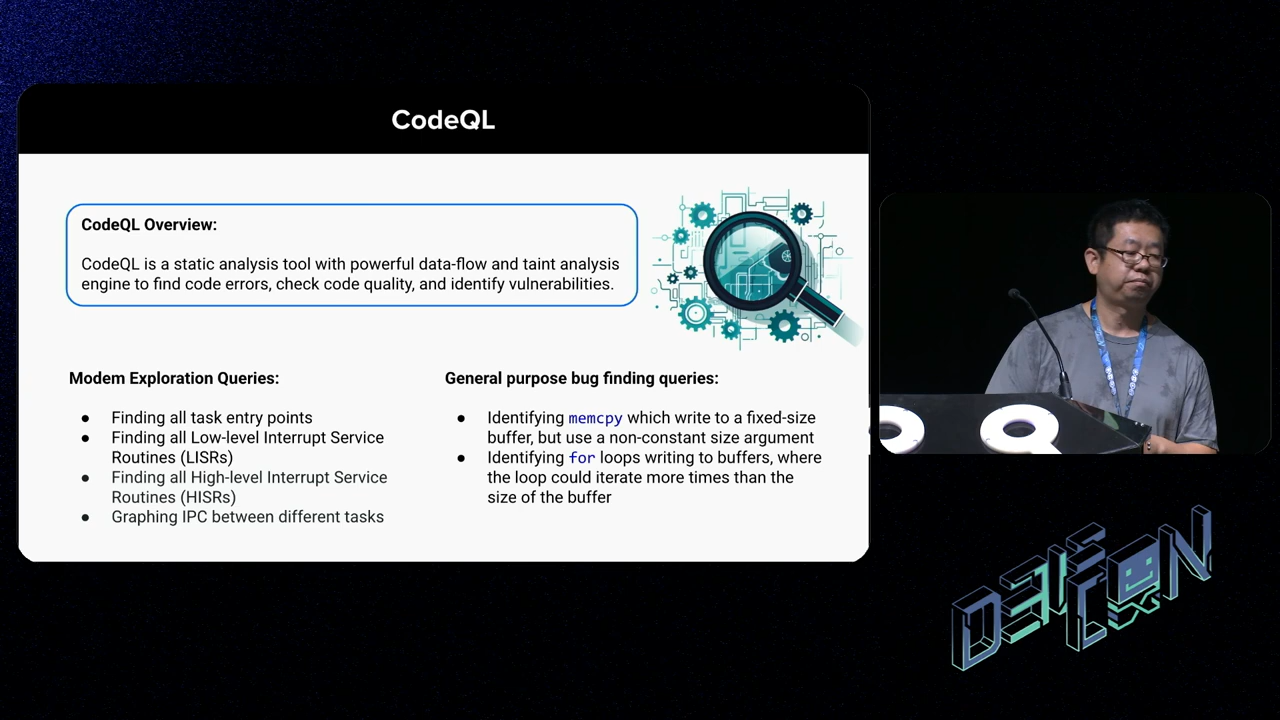 CodeQL
CodeQL Overview:
CodeQL is a static analysis tool with powerful data-flow and taint analysis
engine to find code errors, check code quality, and identify vulnerabilities.
Modem Exploration Queries:
● Finding all task entry points
● Finding all Low-level Interrupt Service
Routines (LISRs)
● Finding all High-level Interrupt Service
Routines (HISRs)
● Graphing IPC between different tasks
General purpose bug finding queries:
● Identifying memcpy which write to a fixed-size
buffer, but use a non-constant size argument
● Identifying for loops writing to buffers, where
the loop could iterate more times than the
size of the buffer
DEF CON